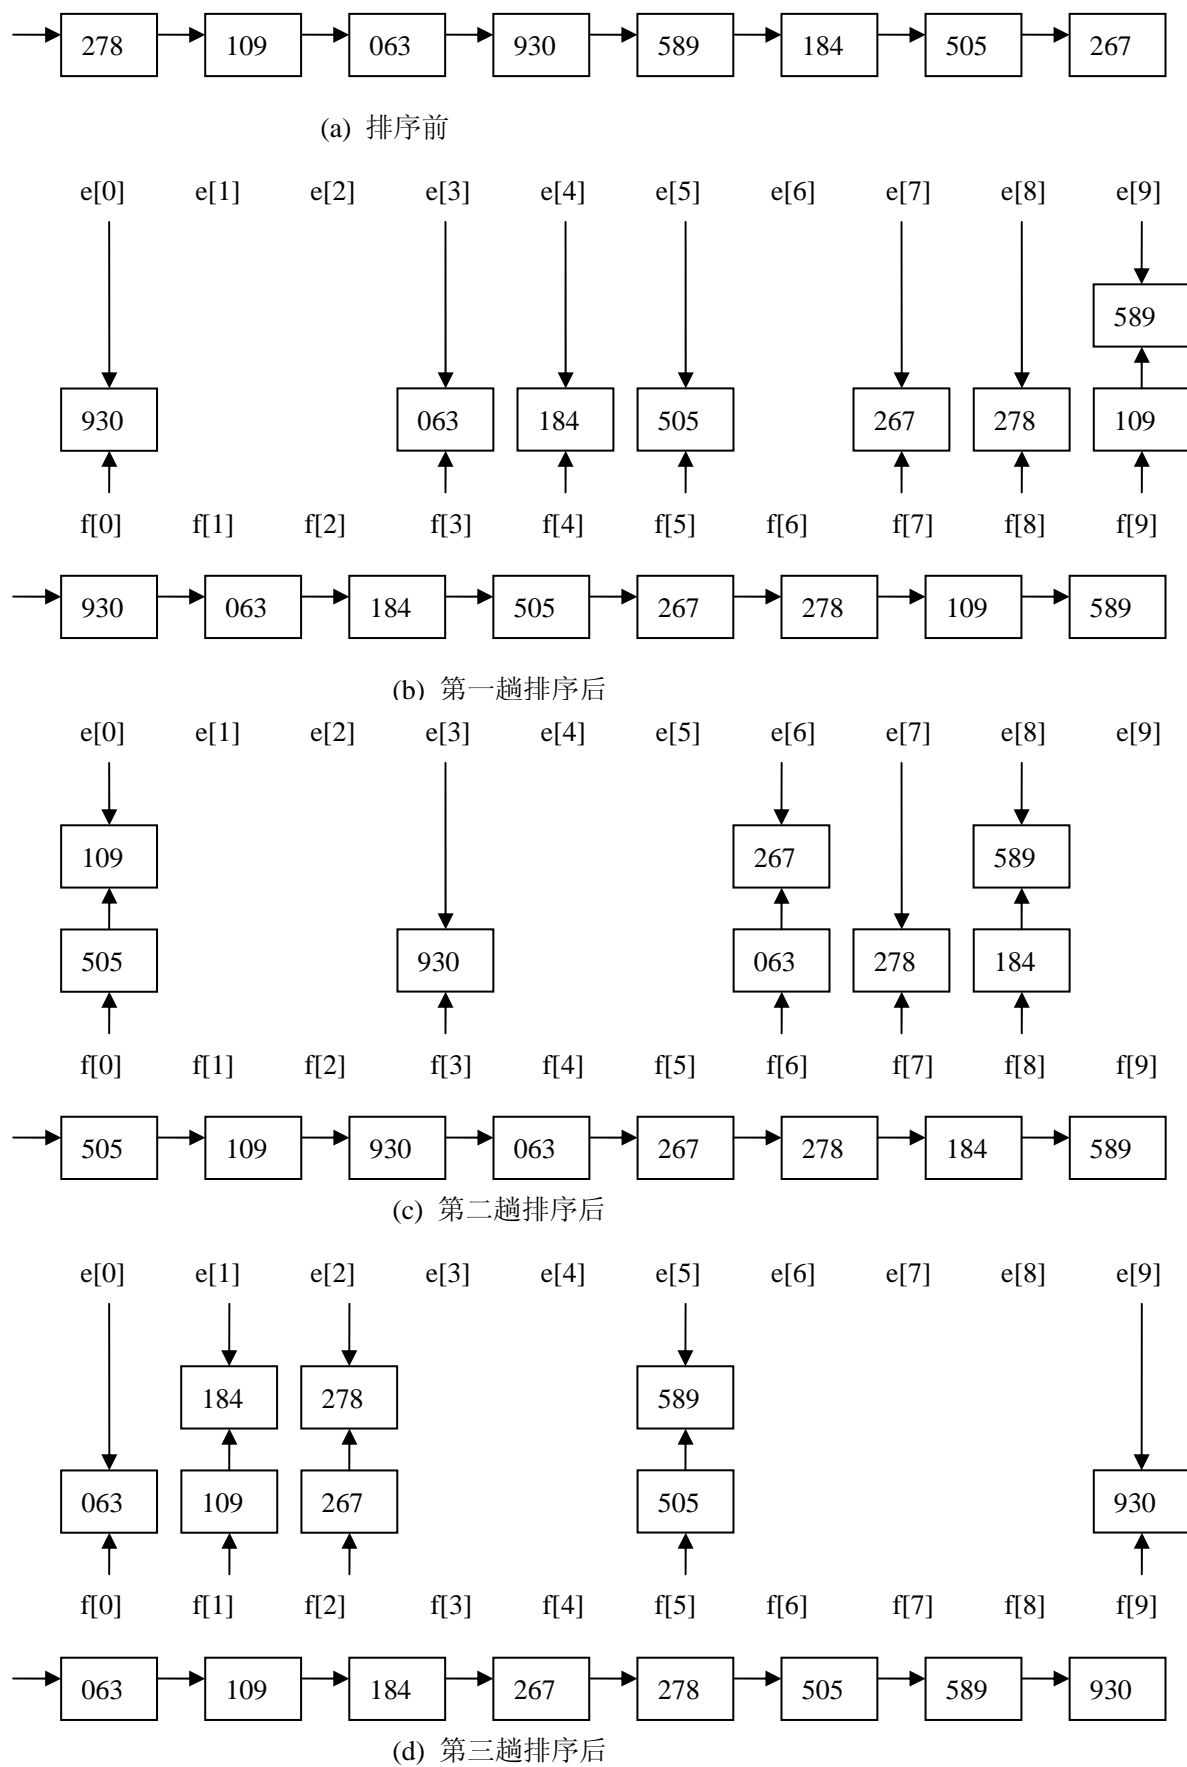 278 109 063 930 589 184 505 267
(a) 排序前
e[0] e[1] e[2] e[3] e[4] e[5] e[6] e[7] e[8] e[9]
589
930 063 184 505 267 278 109
f[0] f[1] f[2] f[3] f[4] f[5] f[6] f[7] f[8] f[9]
930 063 184 505 267 278 109 589
(b) 第一趟排序后
e[0] e[1] e[2] e[3] e[4] e[5] e[6] e[7] e[8] e[9]
109 267 589
505 930 063 278 184
f[0] f[1] f[2] f[3] f[4] f[5] f[6] f[7] f[8] f[9]
505 109 930 063 267 278 184 589
(c) 第二趟排序后
e[0] e[1] e[2] e[3] e[4] e[5] e[6] e[7] e[8] e[9]
184 278 589
063 109 267 505 930
f[0] f[1] f[2] f[3] f[4] f[5] f[6] f[7] f[8] f[9]
063 109 184 267 278 505 589 930
(d) 第三趟排序后